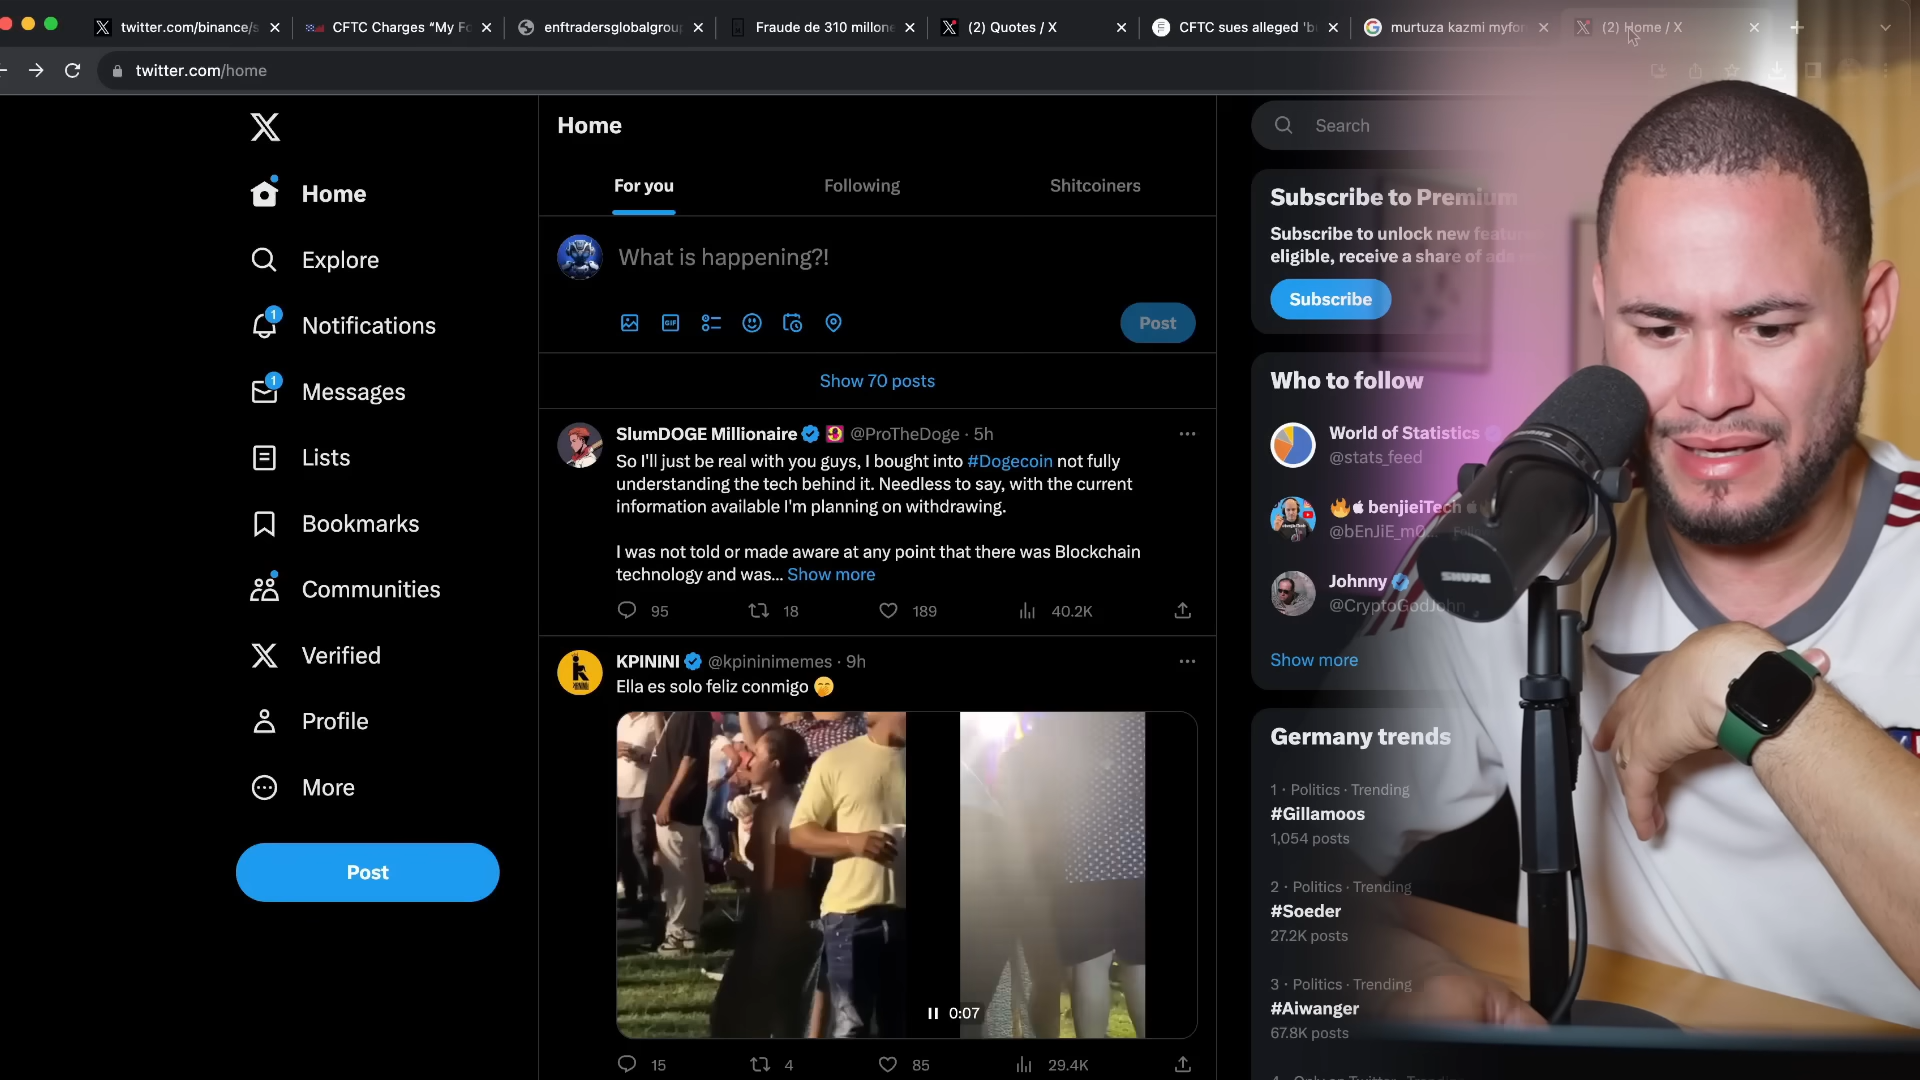 twitter.com/binance/s
CFTC Charges “My Fo
enftradersglobalgrou
Fraude de 310 millone
(2) Quotes / X
CFTC sues alleged 'b
murtuza kazmi myfor
(2) Home / X
twitter.com/home
Home
Explore
Notifications
1
Messages
1
Lists
Bookmarks
Communities
Verified
Profile
More
Post
Home
For you
Following
Shitcoiners
What is happening?!
GIF
Post
Show 70 posts
SlumDOGE Millionaire @ProTheDoge · 5h
So I'll just be real with you guys, I bought into #Dogecoin not fully
understanding the tech behind it. Needless to say, with the current
information available I'm planning on withdrawing.
I was not told or made aware at any point that there was Blockchain
technology and was... Show more
95 18 189 40.2K
KPININI @kpininimemes · 9h
Ella es solo feliz conmigo 🤭
0:07
15 4 85 29.4K
Search
Subscribe to Premium
Subscribe to unlock new featur
eligible, receive a share of ads
Subscribe
Who to follow
World of Statistics
@stats_feed
🔥 benjieiTech
@bEnJiE_m0...
Johnny
@CryptoGodJohn
Show more
Germany trends
1 · Politics · Trending
#Gillamoos
1,054 posts
2 · Politics · Trending
#Soeder
27.2K posts
3 · Politics · Trending
#Aiwanger
67.8K posts
SHURE